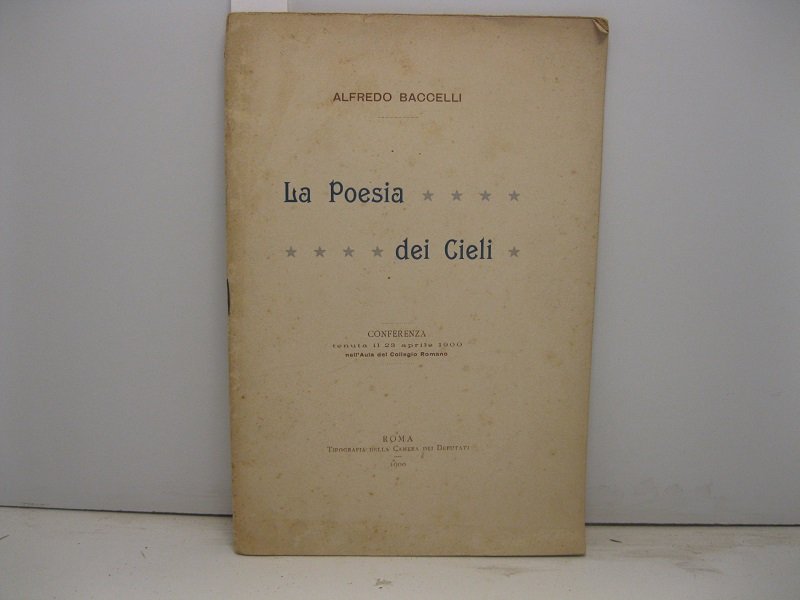 ALFREDO BACCELLI
La Poesia
dei Cieli
CONFERENZA
tenuta il 23 aprile 1900
nell'Aula del Collegio Romano
ROMA
TIPOGRAFIA DELLA CAMERA DEI DEPUTATI
1900